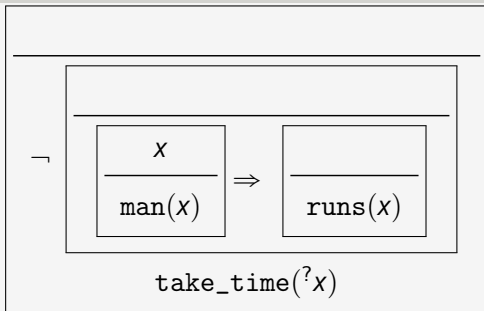 x
¬ man(x) ⇒ runs(x)
take_time(?x)